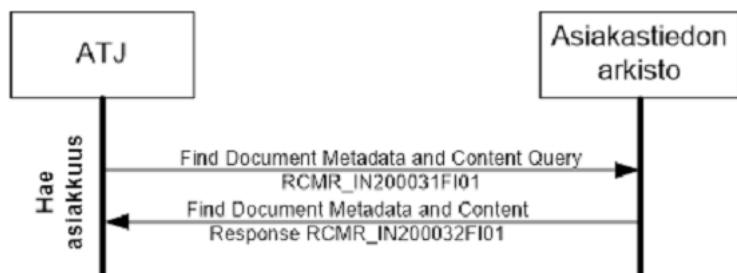 ATJ
Asiakastiedon
arkisto
Hae
asiakkuus
Find Document Metadata and Content Query
RCMR_IN200031FI01
Find Document Metadata and Content
Response RCMR_IN200032FI01